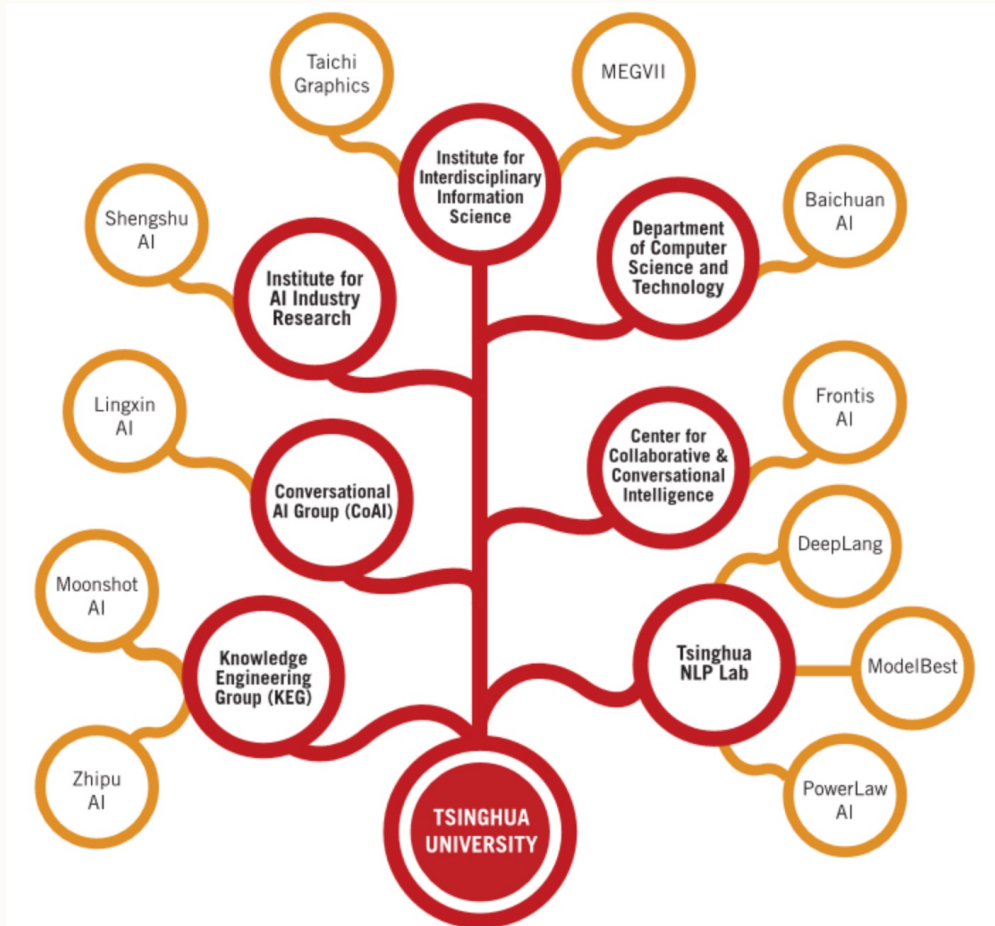 Taichi
Graphics
MEGVII
Institute for
Interdisciplinary
Information
Science
Baichuan
AI
Shengshu
AI
Department
of Computer
Science and
Technology
Institute for
AI Industry
Research
Lingxin
AI
Frontis
AI
Center for
Collaborative &
Conversational
Intelligence
Conversational
AI Group (CoAI)
DeepLang
Moonshot
AI
Knowledge
Engineering
Group (KEG)
Tsinghua
NLP Lab
ModelBest
Zhipu
AI
PowerLaw
AI
TSINGHUA
UNIVERSITY